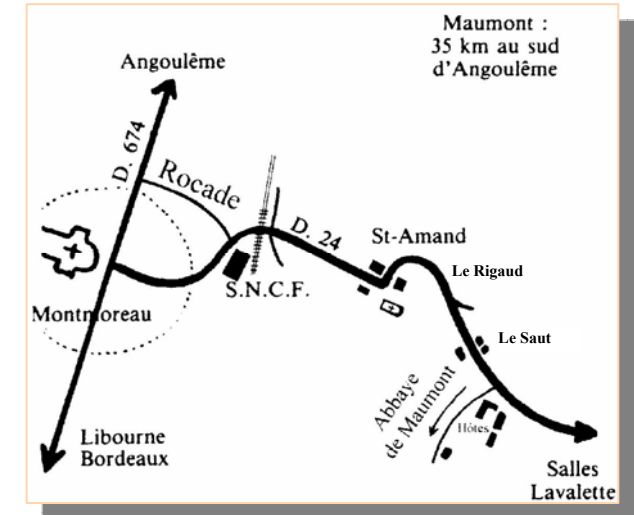 Maumont :
35 km au sud
d'Angoulême
Angoulême
D. 674
Rocade
D. 24
St-Amand
Le Rigaud
S.N.C.F.
Montmoreau
Le Saut
Abbaye
de Maumont
Hôtes
Libourne
Bordeaux
Salles
Lavalette